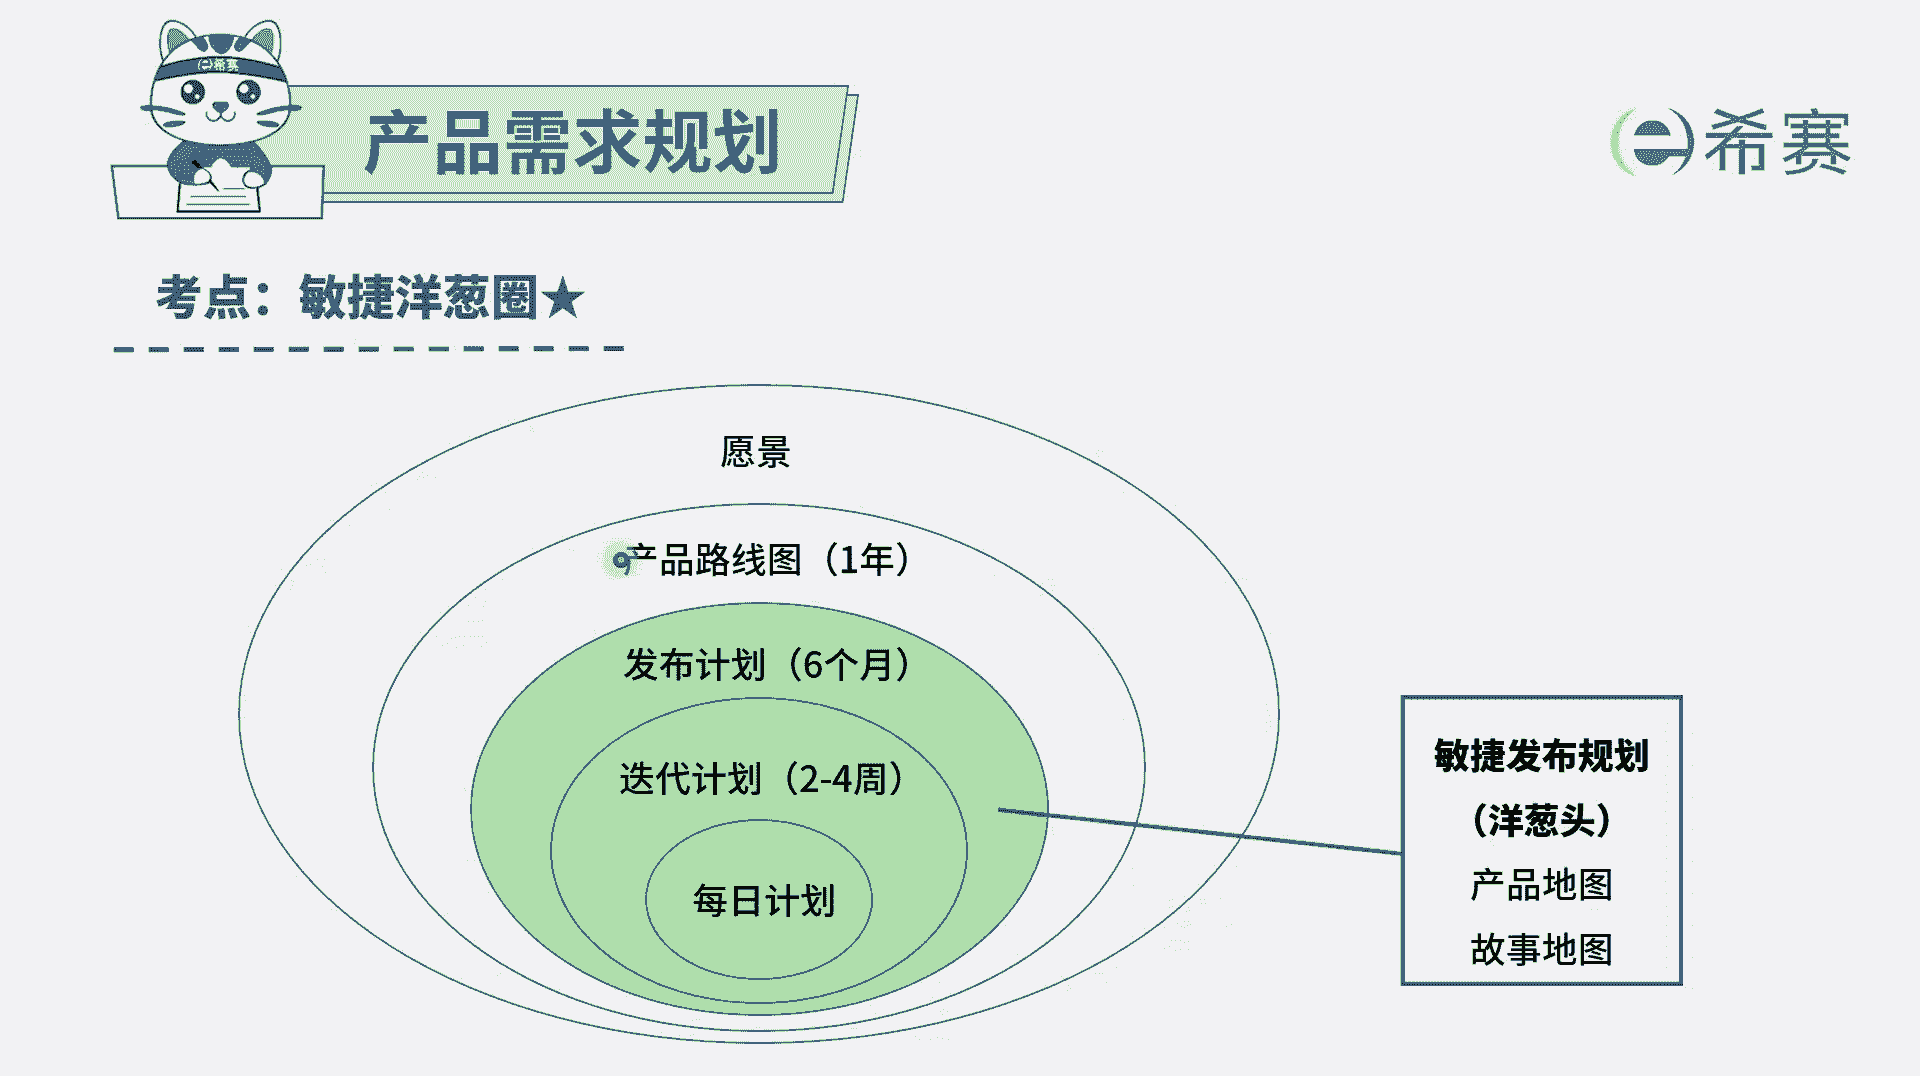 e希赛
产品需求规划
e希赛
考点：敏捷洋葱圈★
愿景
产品路线图（1年）
发布计划（6个月）
迭代计划（2-4周）
每日计划
敏捷发布规划
（洋葱头）
产品地图
故事地图